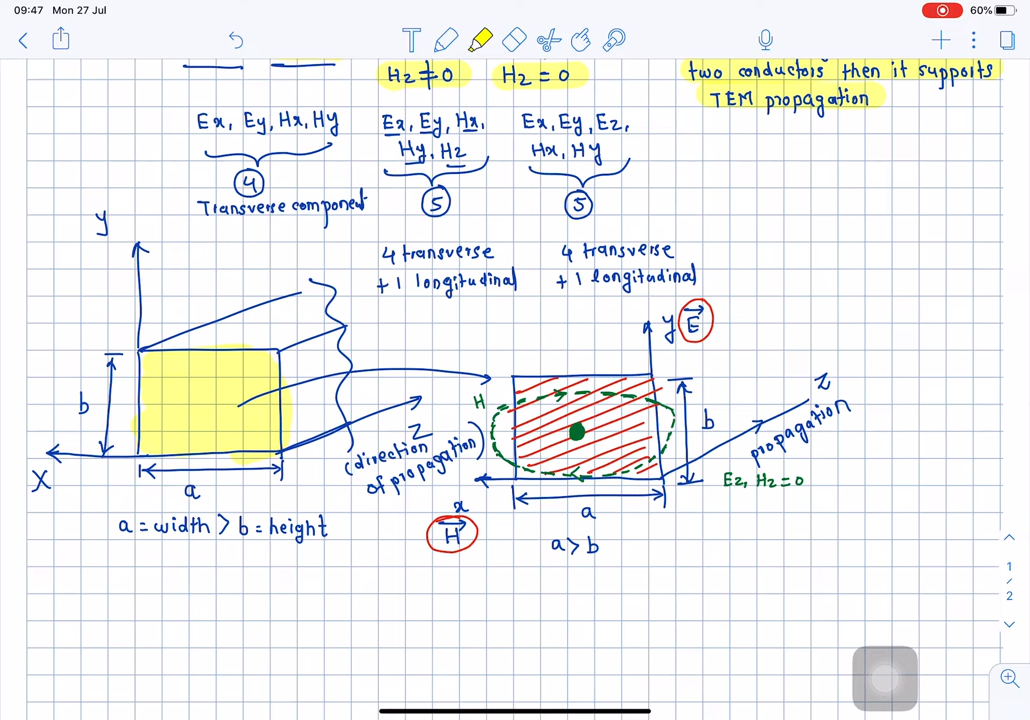 09:47 Mon 27 Jul
60%
T
Hz ≠ 0
Hz = 0
two conductors then it supports
TEM propagation
Ex, Ey, Hx, Hy
4
Transverse component
Ex, Ey, Hx,
Hy, Hz
5
Ex, Ey, Ez,
Hx, Hy
5
4 transverse
+ 1 longitudinal
4 transverse
+ 1 longitudinal
y
b
X
a
Z
(direction
of propagation)
a = width > b = height
y E
H
b
Z
propagation
Ez, Hz = 0
x
H
a
a > b
1
/
2